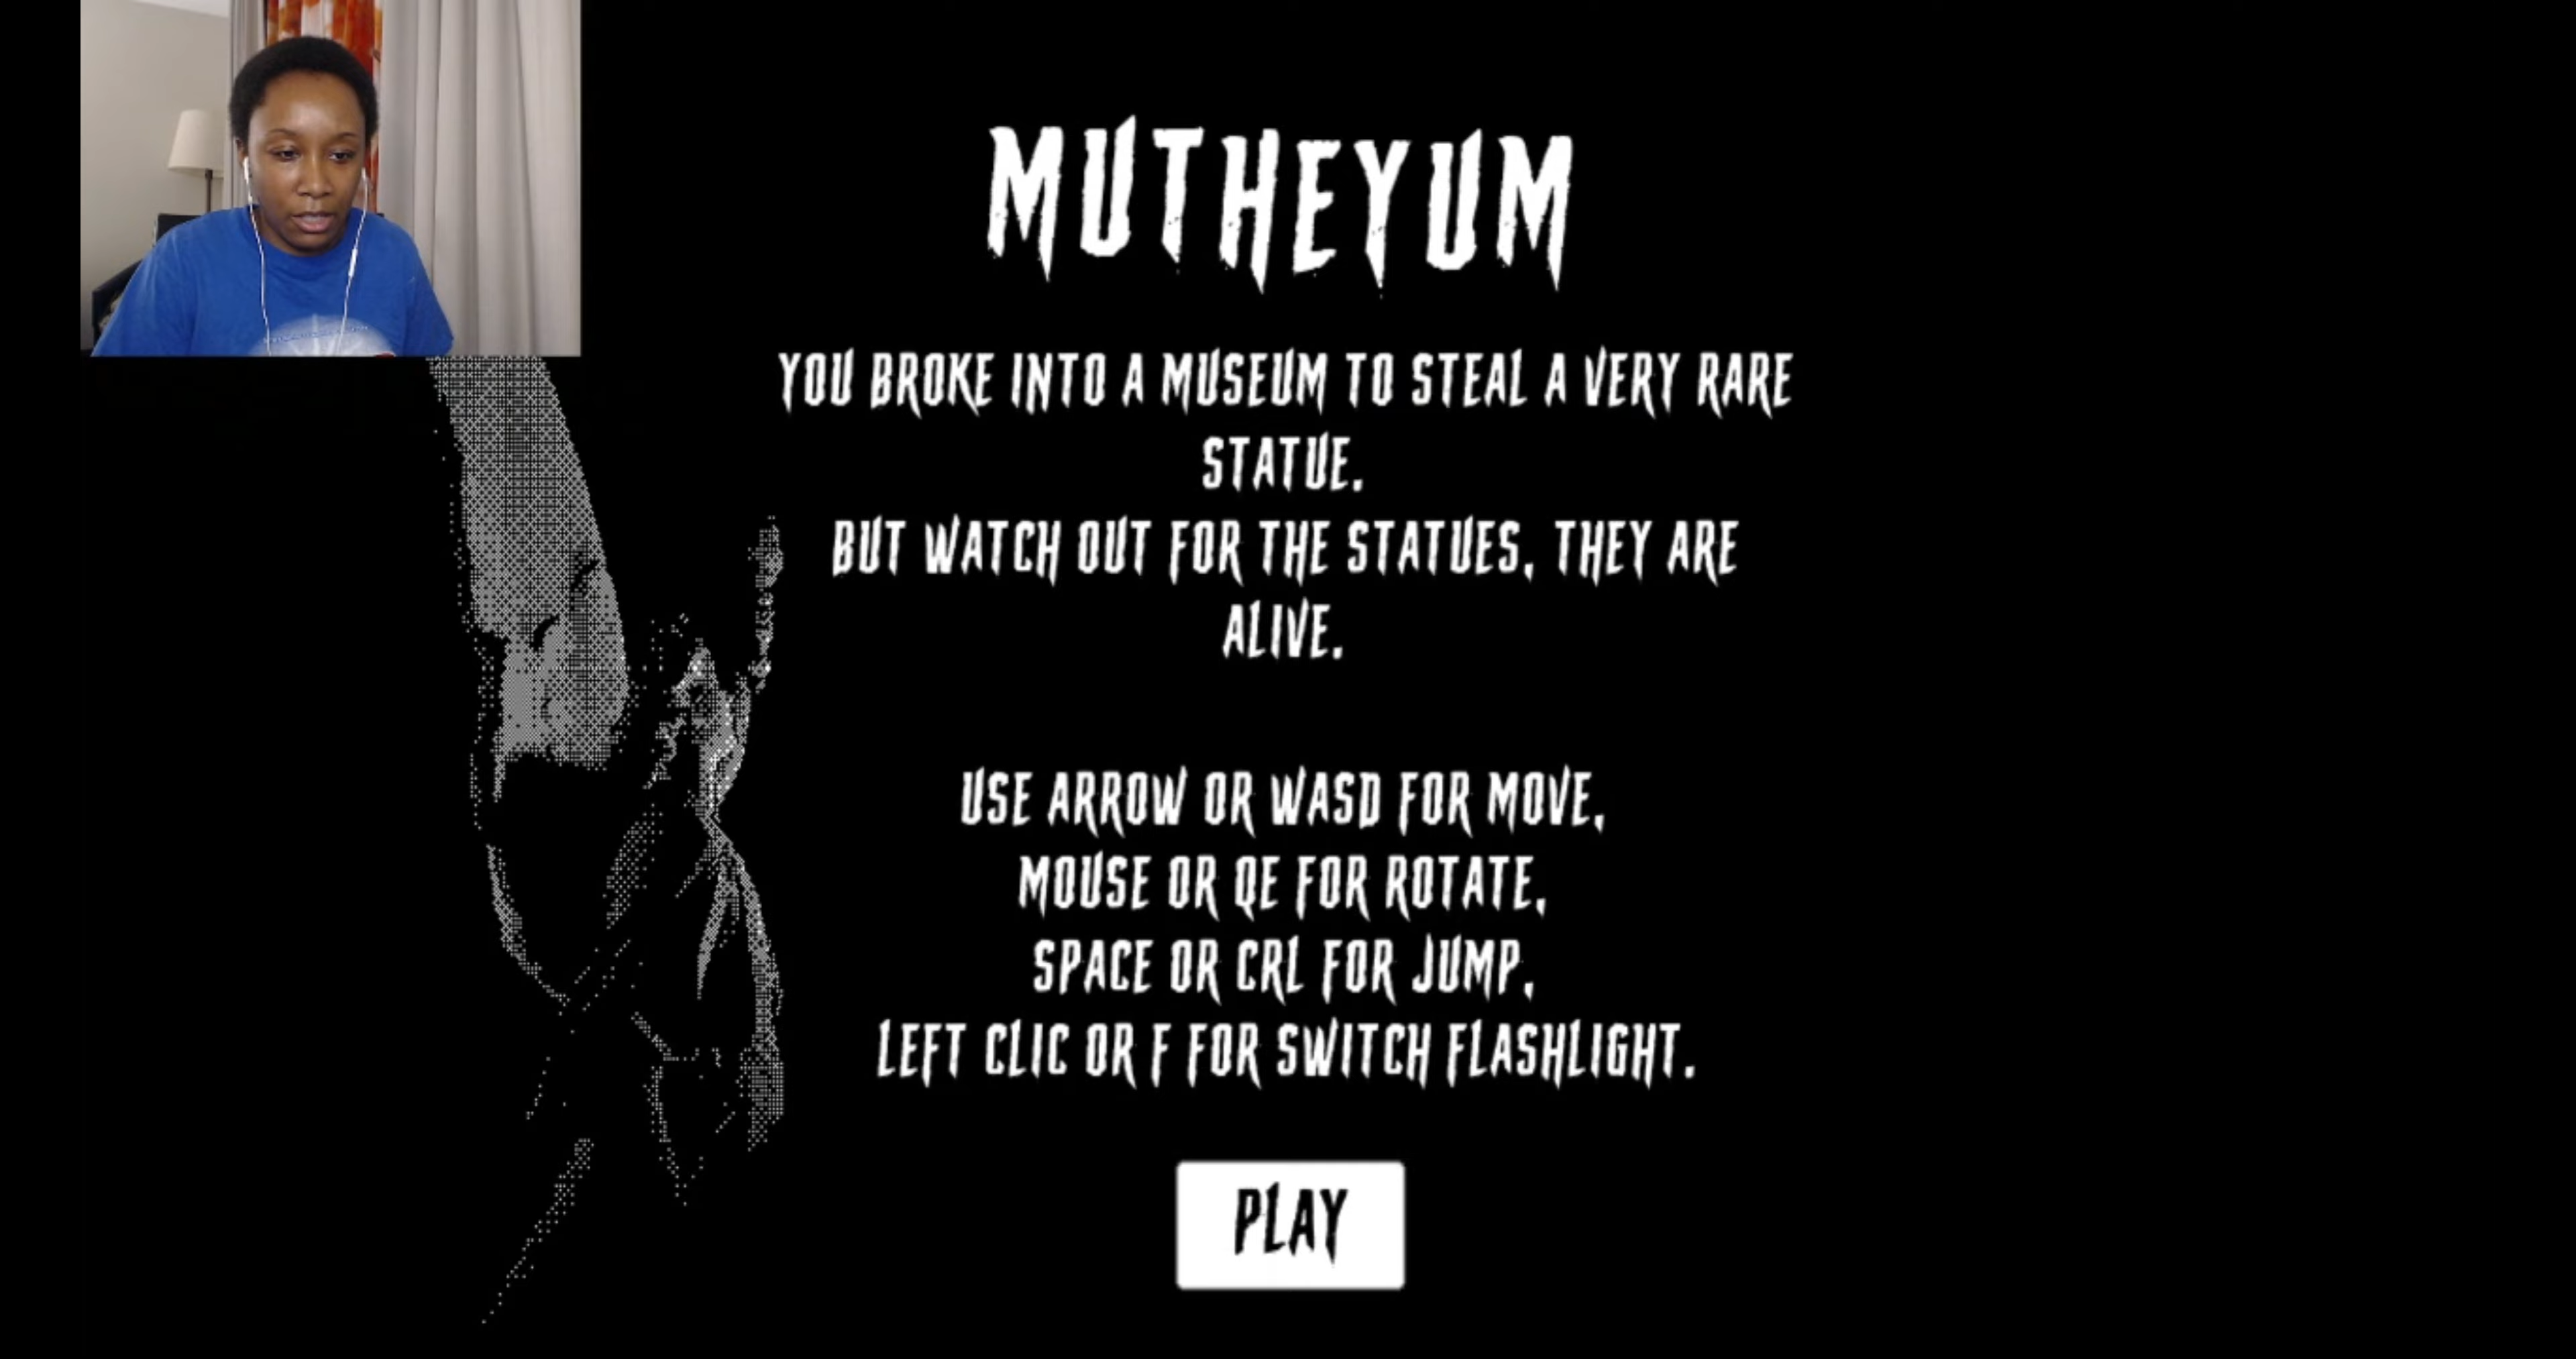 MUTHEYUM
YOU BROKE INTO A MUSEUM TO STEAL A VERY RARE
STATUE.
BUT WATCH OUT FOR THE STATUES, THEY ARE
ALIVE.
USE ARROW OR WASD FOR MOVE,
MOUSE OR QE FOR ROTATE,
SPACE OR CRL FOR JUMP,
LEFT CLIC OR F FOR SWITCH FLASHLIGHT.
PLAY